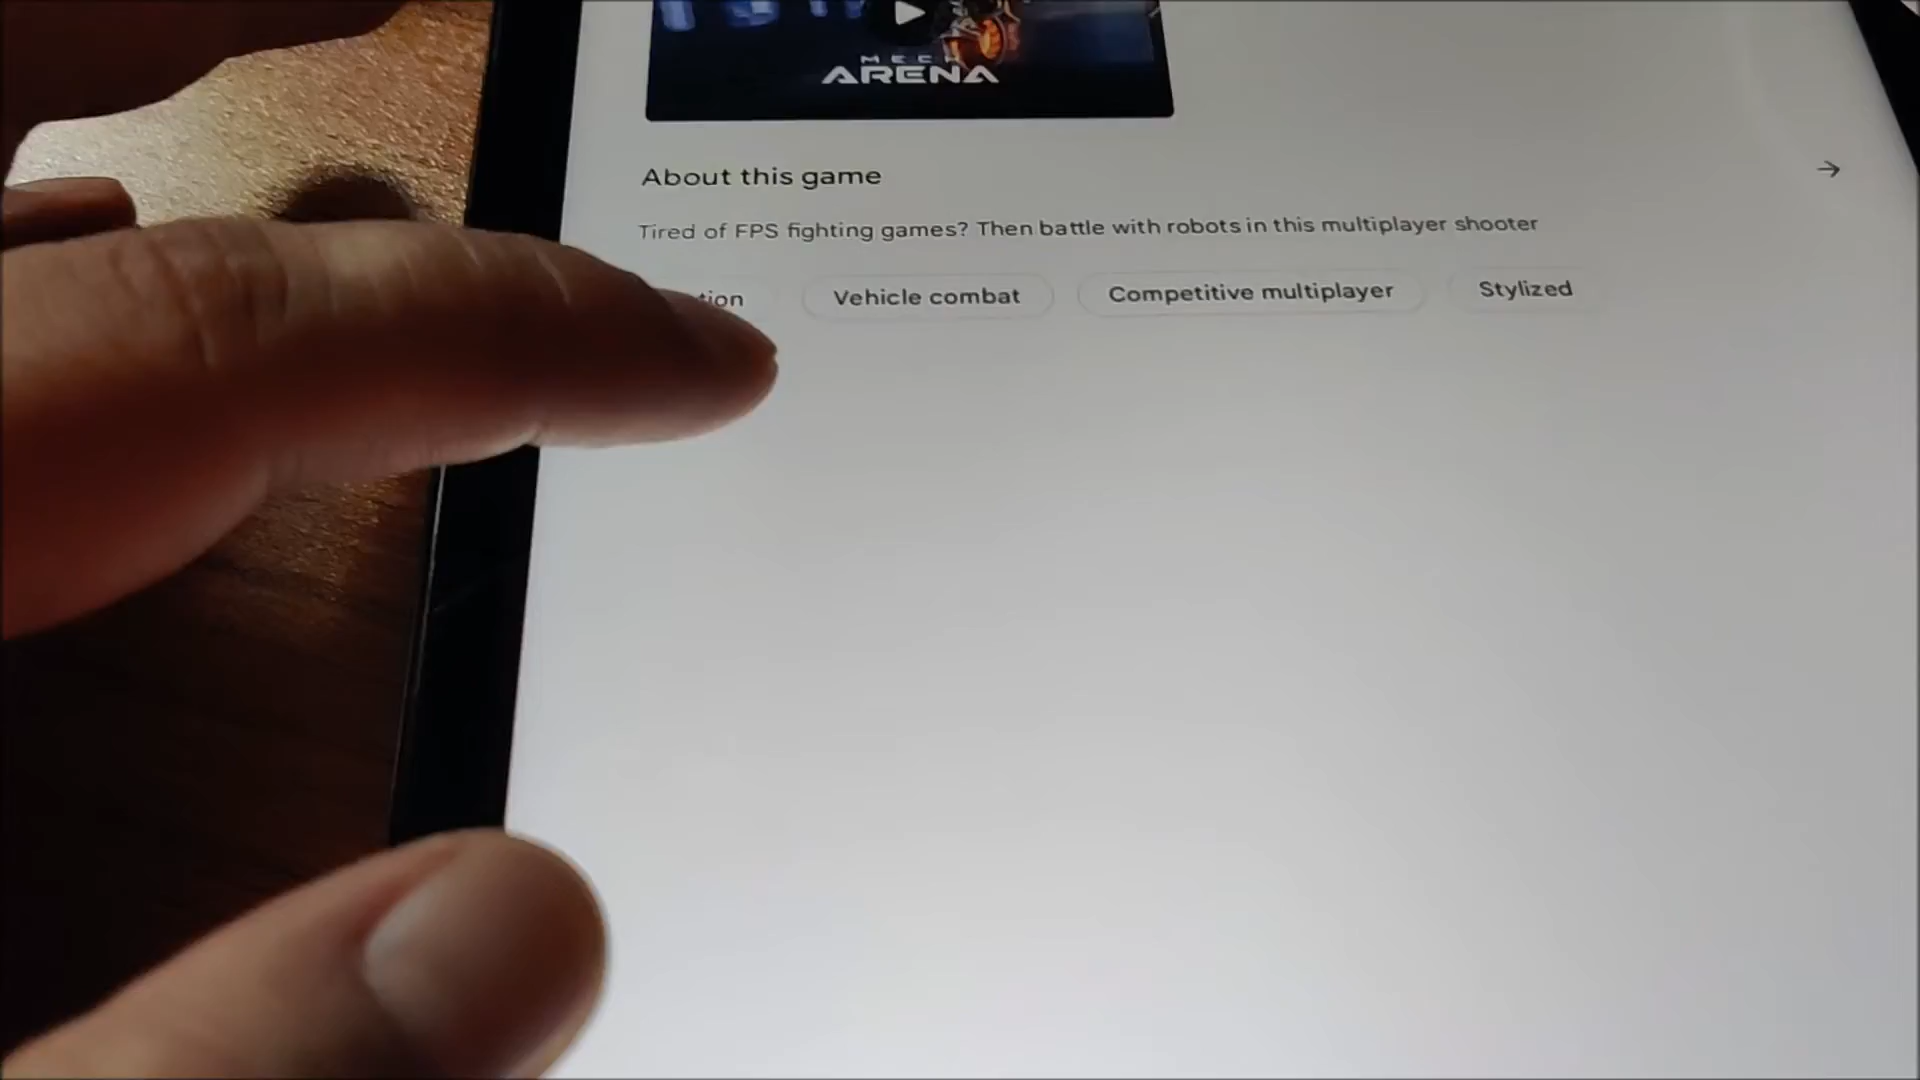 MECH
ARENA
About this game
Tired of FPS fighting games? Then battle with robots in this multiplayer shooter
Vehicle combat
Competitive multiplayer
Stylized